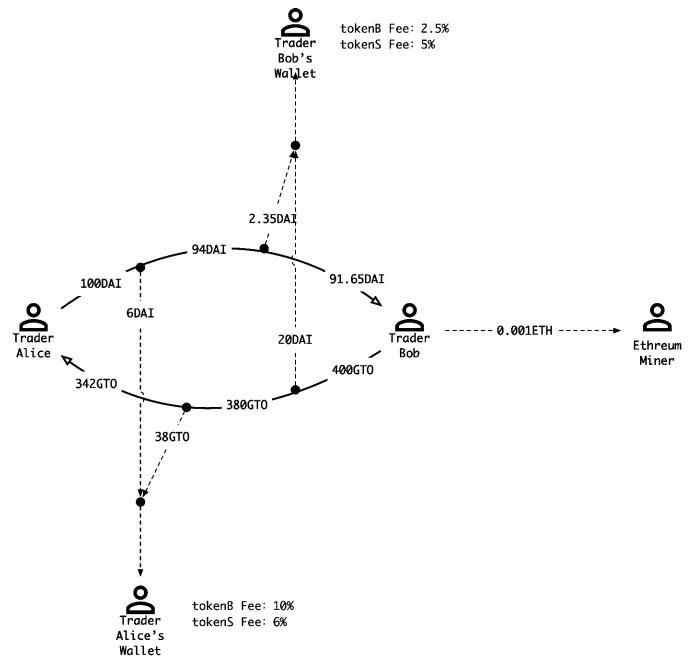 Trader
Bob's
Wallet
tokenB Fee: 2.5%
tokenS Fee: 5%
2.35DAI
94DAI
100DAI
91.65DAI
6DAI
Trader
Alice
20DAI
Trader
Bob
0.001ETH
Ethreum
Miner
342GTO
400GTO
380GTO
38GTO
Trader
Alice's
Wallet
tokenB Fee: 10%
tokenS Fee: 6%